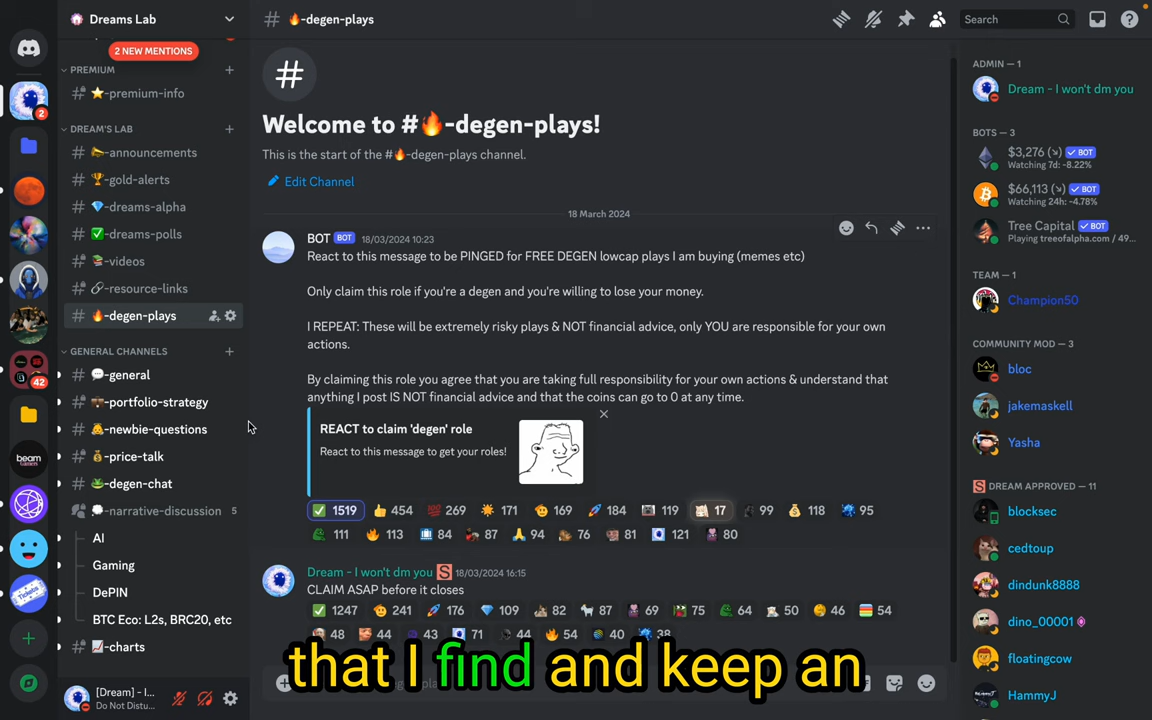 Dreams Lab
2 NEW MENTIONS
PREMIUM
⭐-premium-info
DREAM'S LAB
📣-announcements
🏆-gold-alerts
💎-dreams-alpha
✅-dreams-polls
📚-videos
🔗-resource-links
🔥-degen-plays
GENERAL CHANNELS
💬-general
💼-portfolio-strategy
-newbie-questions
💰-price-talk
🐸-degen-chat
💭-narrative-discussion 5
AI
Gaming
DePIN
BTC Eco: L2s, BRC20, etc
📈-charts
[Dream] - I...
Do Not Distu...
2
42
beam
Tickets
# 🔥-degen-plays
Search
Welcome to #🔥-degen-plays!
This is the start of the #🔥-degen-plays channel.
Edit Channel
18 March 2024
BOT BOT 18/03/2024 10:23
React to this message to be PINGED for FREE DEGEN lowcap plays I am buying (memes etc)
Only claim this role if you're a degen and you're willing to lose your money.
I REPEAT: These will be extremely risky plays & NOT financial advice, only YOU are responsible for your own
actions.
By claiming this role you agree that you are taking full responsibility for your own actions & understand that
anything I post IS NOT financial advice and that the coins can go to 0 at any time.
REACT to claim 'degen' role
React to this message to get your roles!
1519 454 269 171 169 184 119 17 99 118 95
111 113 84 87 94 76 81 121 80
Dream - I won't dm you S 18/03/2024 16:15
CLAIM ASAP before it closes
1247 241 176 109 82 87 69 75 64 50 46 54
48 44 43 71 44 54 40 38
that I find and keep an
ADMIN — 1
Dream - I won't dm you
BOTS — 3
$3,276 (↘) BOT
Watching 7d: -8.22%
$66,113 (↘) BOT
Watching 24h: -4.78%
Tree Capital BOT
Playing treeofalpha.com / 49...
TEAM — 1
Champion50
COMMUNITY MOD — 3
bloc
jakemaskell
Yasha
S DREAM APPROVED — 11
blocksec
cedtoup
dindunk8888
dino_00001
floatingcow
HammyJ